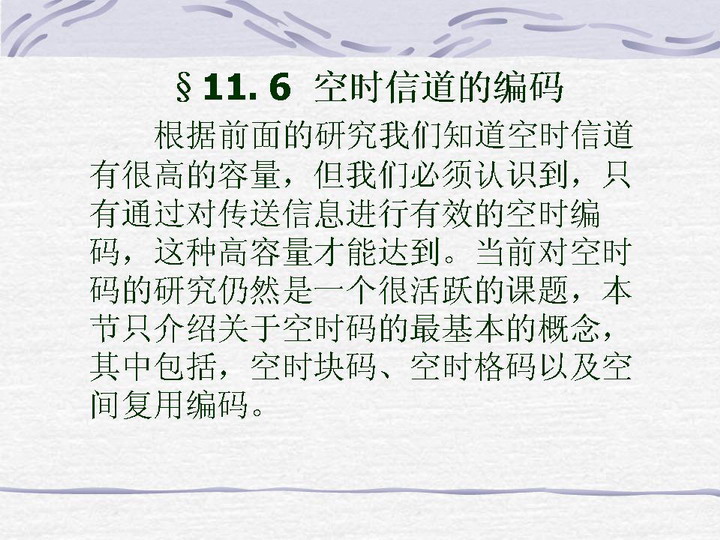 §11.6 空时信道的编码
根据前面的研究我们知道空时信道
有很高的容量，但我们必须认识到，只
有通过对传送信息进行有效的空时编
码，这种高容量才能达到。当前对空时
码的研究仍然是一个很活跃的课题，本
节只介绍关于空时码的最基本的概念，
其中包括，空时块码、空时格码以及空
间复用编码。